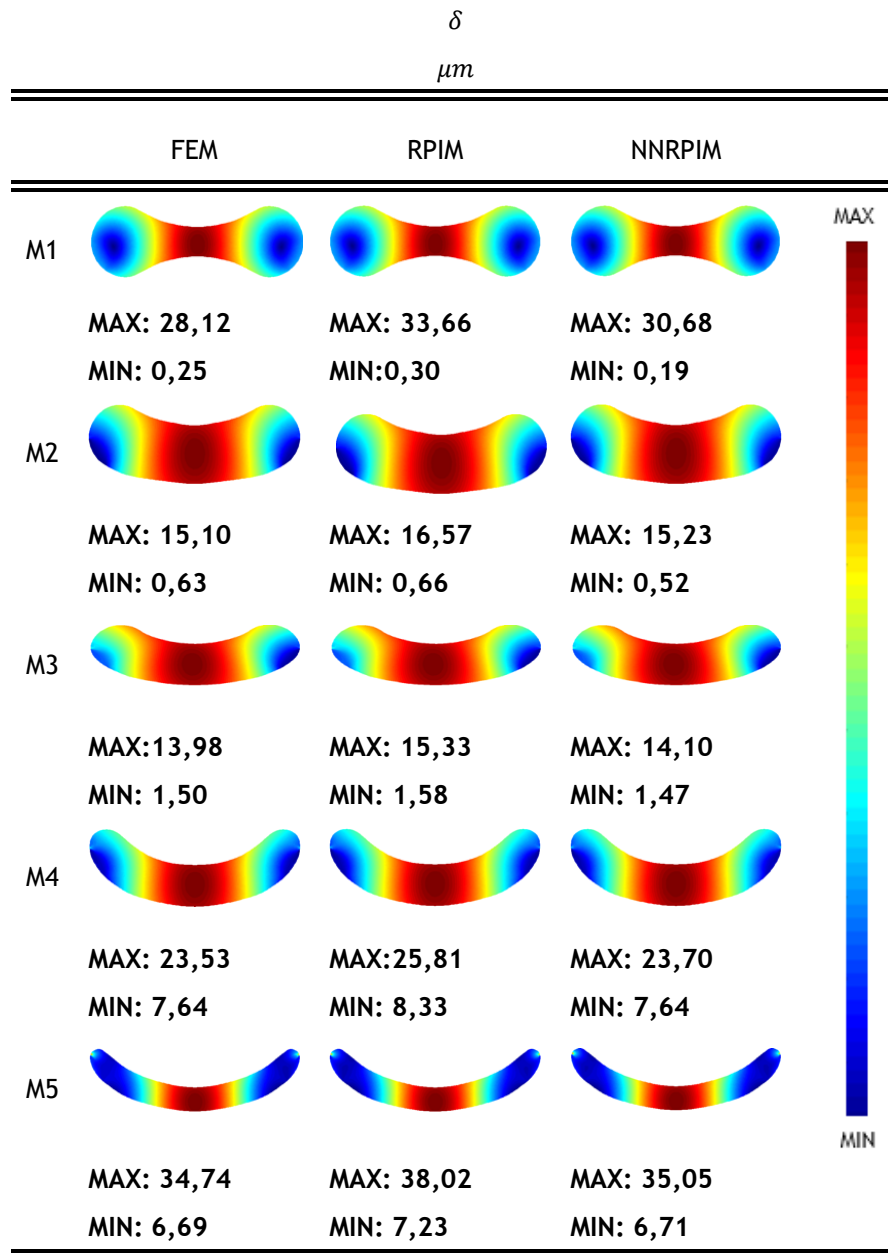 δ
μm
FEM RPIM NNRPIM
MAX
M1
MAX: 28,12 MAX: 33,66 MAX: 30,68
MIN: 0,25 MIN:0,30 MIN: 0,19
M2
MAX: 15,10 MAX: 16,57 MAX: 15,23
MIN: 0,63 MIN: 0,66 MIN: 0,52
M3
MAX:13,98 MAX: 15,33 MAX: 14,10
MIN: 1,50 MIN: 1,58 MIN: 1,47
M4
MAX: 23,53 MAX:25,81 MAX: 23,70
MIN: 7,64 MIN: 8,33 MIN: 7,64
M5
MIN
MAX: 34,74 MAX: 38,02 MAX: 35,05
MIN: 6,69 MIN: 7,23 MIN: 6,71